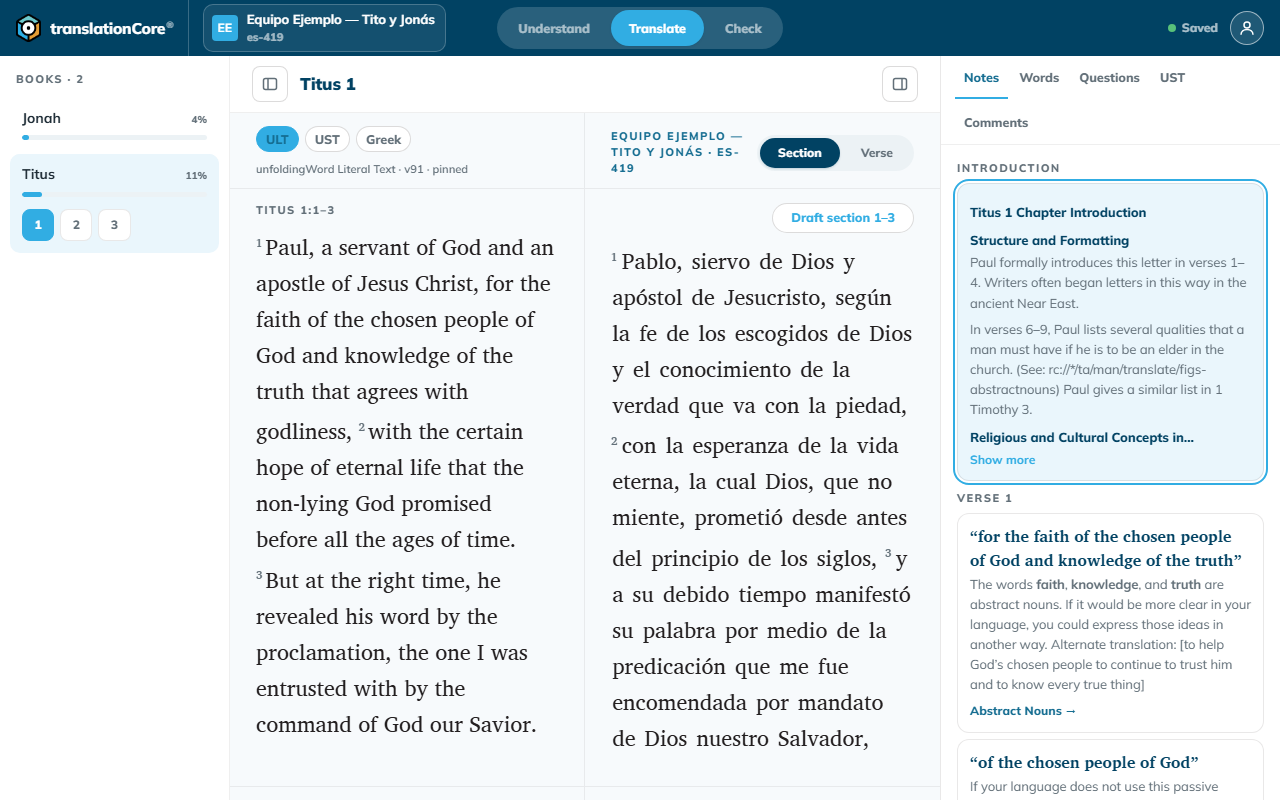 translationCore®
EE
Equipo Ejemplo — Tito y Jonás
es-419
Understand
Translate
Check
Saved
BOOKS · 2
Jonah
4%
Titus
11%
1
2
3
Titus 1
ULT
UST
Greek
unfoldingWord Literal Text · v91 · pinned
TITUS 1:1–3
1 Paul, a servant of God and an
apostle of Jesus Christ, for the
faith of the chosen people of
God and knowledge of the
truth that agrees with
godliness, 2 with the certain
hope of eternal life that the
non-lying God promised
before all the ages of time.
3 But at the right time, he
revealed his word by the
proclamation, the one I was
entrusted with by the
command of God our Savior.
EQUIPO EJEMPLO —
TITO Y JONÁS · ES-
419
Section
Verse
Draft section 1–3
1 Pablo, siervo de Dios y
apóstol de Jesucristo, según
la fe de los escogidos de Dios
y el conocimiento de la
verdad que va con la piedad,
2 con la esperanza de la vida
eterna, la cual Dios, que no
miente, prometió desde antes
del principio de los siglos, 3 y
a su debido tiempo manifestó
su palabra por medio de la
predicación que me fue
encomendada por mandato
de Dios nuestro Salvador,
Notes
Words
Questions
UST
Comments
INTRODUCTION
Titus 1 Chapter Introduction
Structure and Formatting
Paul formally introduces this letter in verses 1–
4. Writers often began letters in this way in the
ancient Near East.
In verses 6–9, Paul lists several qualities that a
man must have if he is to be an elder in the
church. (See: rc://*/ta/man/translate/figs-
abstractnouns) Paul gives a similar list in 1
Timothy 3.
Religious and Cultural Concepts in...
Show more
VERSE 1
“for the faith of the chosen people
of God and knowledge of the truth”
The words faith, knowledge, and truth are
abstract nouns. If it would be more clear in your
language, you could express those ideas in
another way. Alternate translation: [to help
God’s chosen people to continue to trust him
and to know every true thing]
Abstract Nouns →
“of the chosen people of God”
If your language does not use this passive